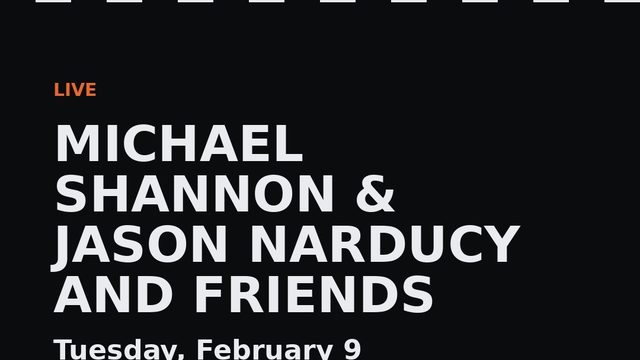 LIVE
MICHAEL
SHANNON &
JASON NARDUCY
AND FRIENDS
Tuesday, February 9